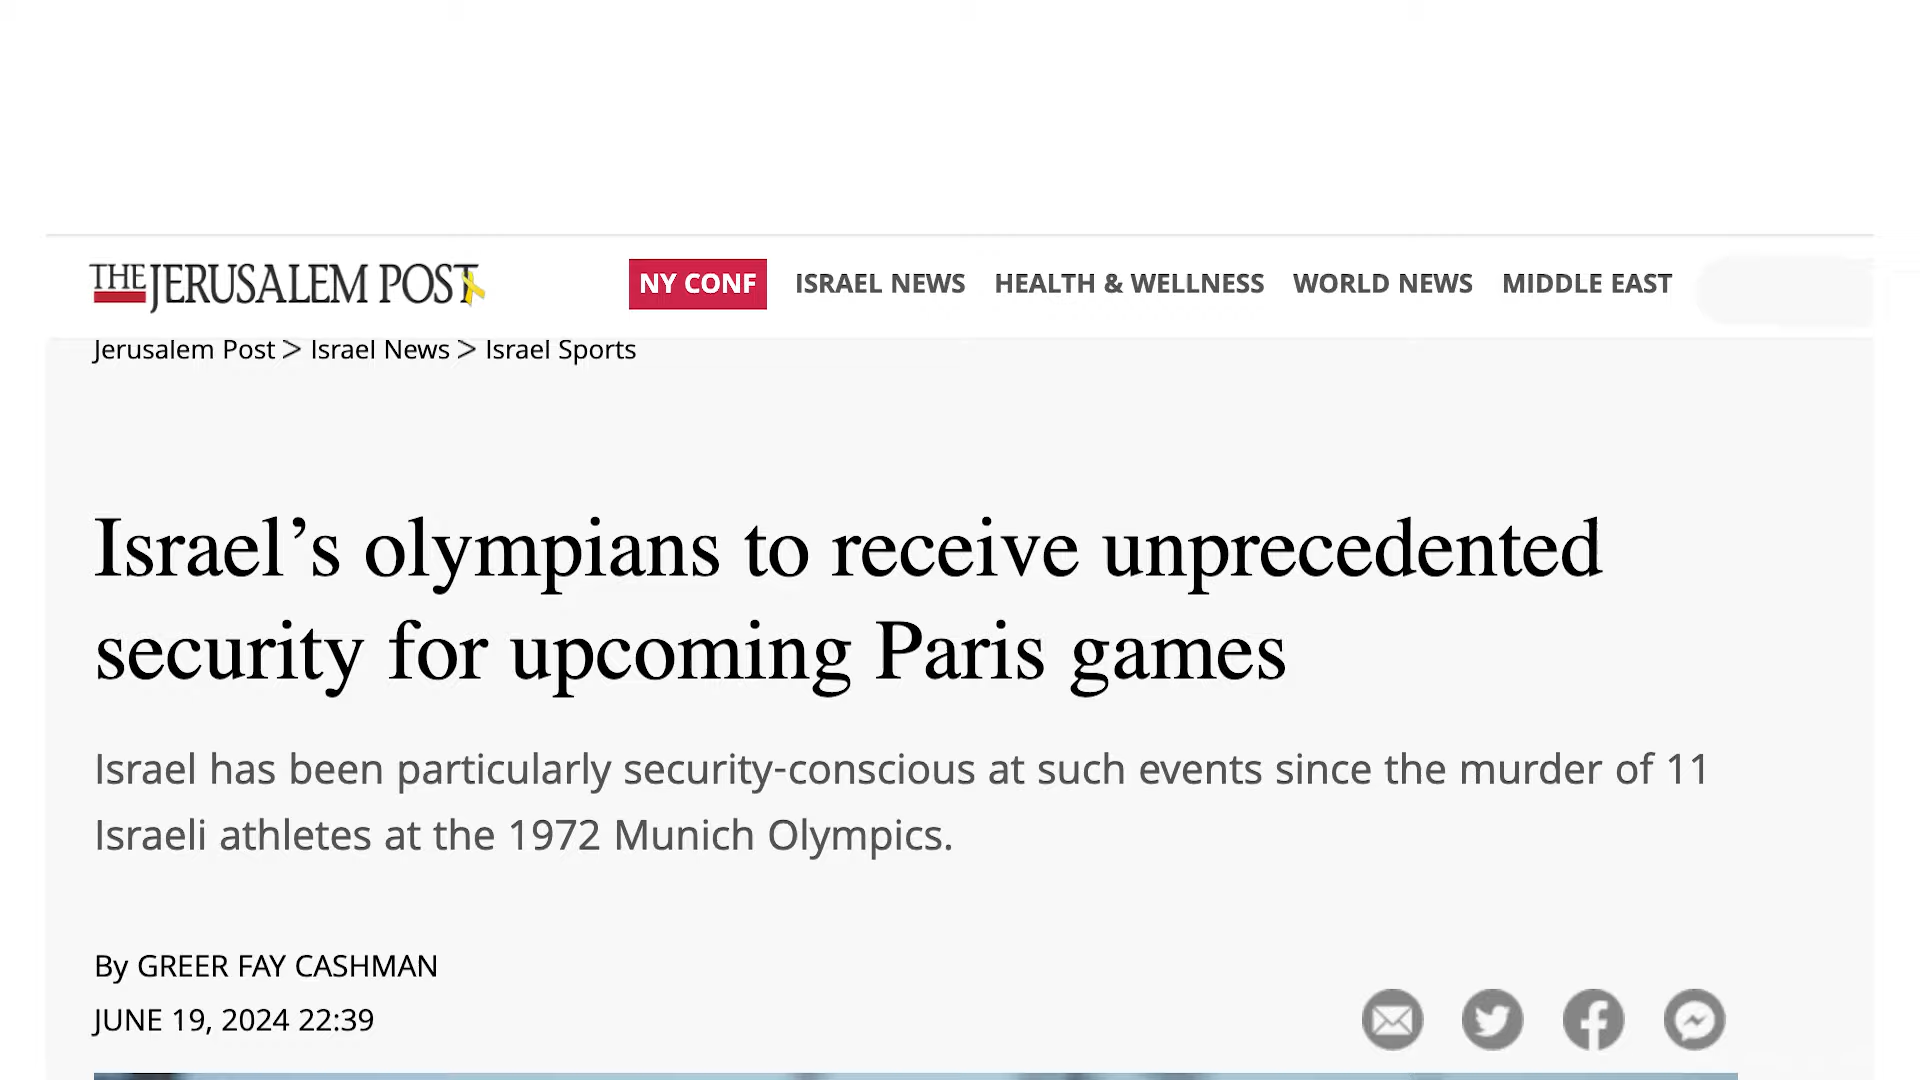 THE JERUSALEM POST
NY CONF ISRAEL NEWS HEALTH & WELLNESS WORLD NEWS MIDDLE EAST
Jerusalem Post > Israel News > Israel Sports
Israel’s olympians to receive unprecedented
security for upcoming Paris games
Israel has been particularly security-conscious at such events since the murder of 11
Israeli athletes at the 1972 Munich Olympics.
By GREER FAY CASHMAN
JUNE 19, 2024 22:39